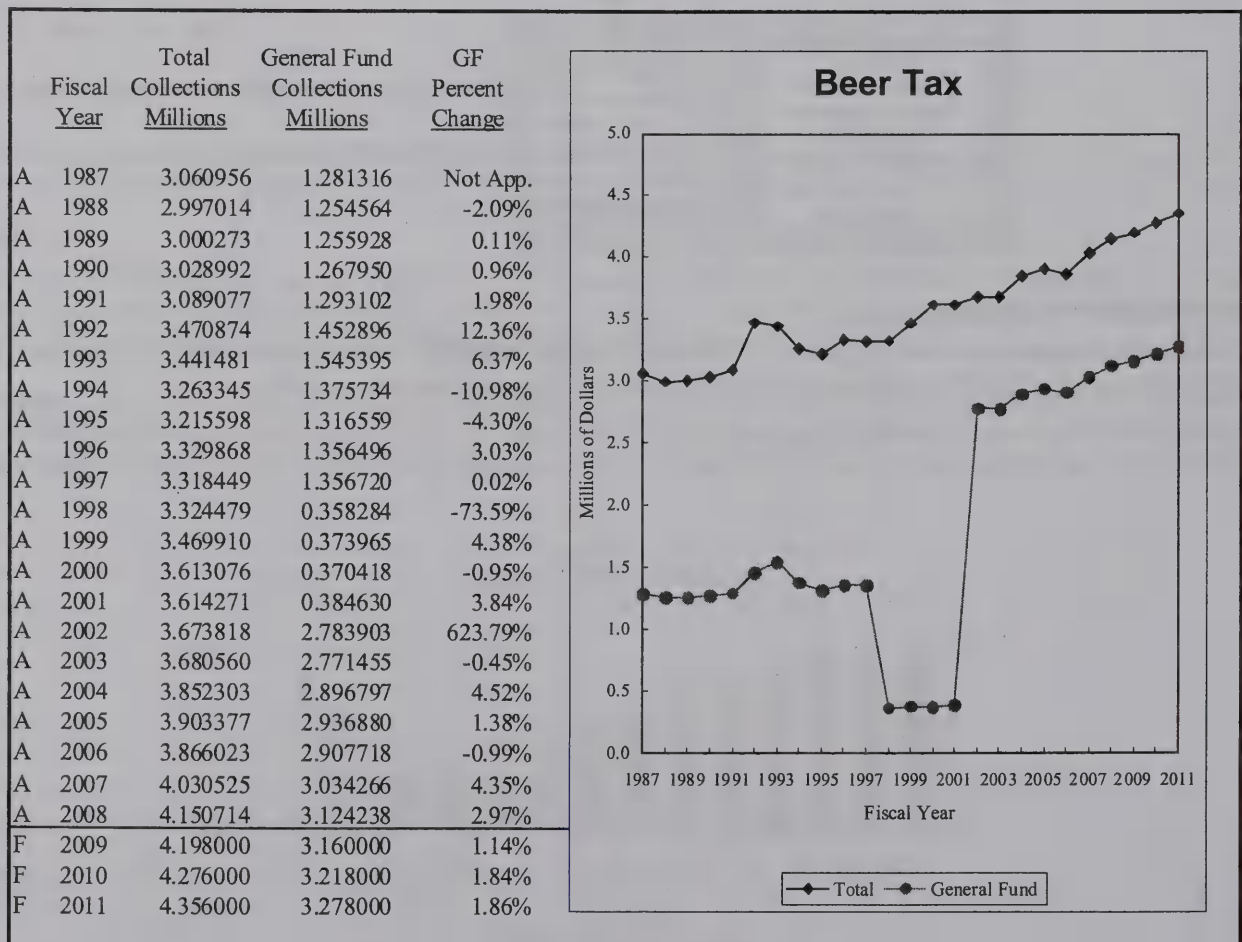 Total General Fund GF
Fiscal Collections Collections Percent
Year Millions Millions Change
A 1987 3.060956 1.281316 Not App.
A 1988 2.997014 1.254564 -2.09%
A 1989 3.000273 1.255928 0.11%
A 1990 3.028992 1.267950 0.96%
A 1991 3.089077 1.293102 1.98%
A 1992 3.470874 1.452896 12.36%
A 1993 3.441481 1.545395 6.37%
A 1994 3.263345 1.375734 -10.98%
A 1995 3.215598 1.316559 -4.30%
A 1996 3.329868 1.356496 3.03%
A 1997 3.318449 1.356720 0.02%
A 1998 3.324479 0.358284 -73.59%
A 1999 3.469910 0.373965 4.38%
A 2000 3.613076 0.370418 -0.95%
A 2001 3.614271 0.384630 3.84%
A 2002 3.673818 2.783903 623.79%
A 2003 3.680560 2.771455 -0.45%
A 2004 3.852303 2.896797 4.52%
A 2005 3.903377 2.936880 1.38%
A 2006 3.866023 2.907718 -0.99%
A 2007 4.030525 3.034266 4.35%
A 2008 4.150714 3.124238 2.97%
F 2009 4.198000 3.160000 1.14%
F 2010 4.276000 3.218000 1.84%
F 2011 4.356000 3.278000 1.86%
Beer Tax
Millions of Dollars
5.0
4.5
4.0
3.5
3.0
2.5
2.0
1.5
1.0
0.5
0.0
1987 1989 1991 1993 1995 1997 1999 2001 2003 2005 2007 2009 2011
Fiscal Year
Total General Fund